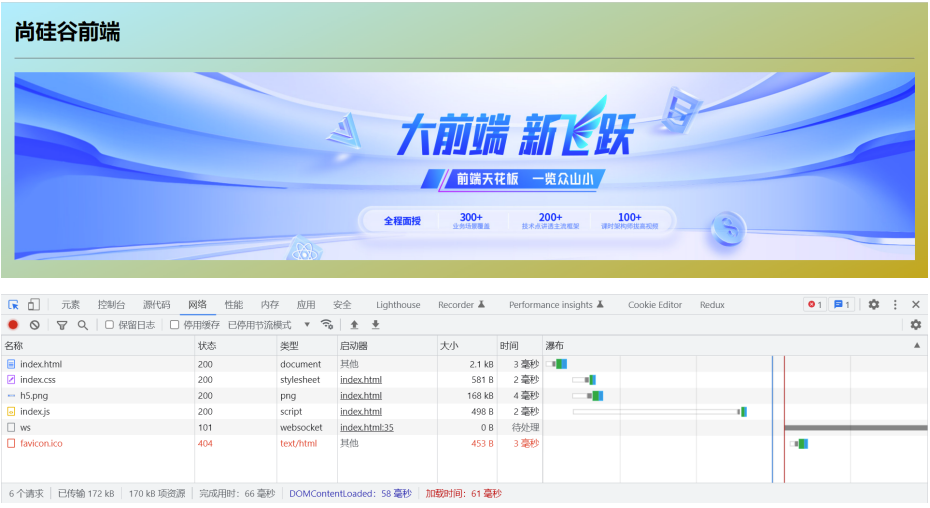 尚硅谷前端
大前端 新飞跃
前端天花板 一览众山小
全程面授 300+ 200+ 100+
业务场景覆盖 技术点讲透主流框架 课时架构师拔高视频
元素 控制台 源代码 网络 性能 内存 应用 安全 Lighthouse Recorder Performance insights Cookie Editor Redux 1 1
保留日志 停用缓存 已停用节流模式
名称 状态 类型 启动器 大小 时间 瀑布
index.html 200 document 其他 2.1 kB 3 毫秒
index.css 200 stylesheet index.html 581 B 2 毫秒
h5.png 200 png index.html 168 kB 4 毫秒
index.js 200 script index.html 498 B 2 毫秒
ws 101 websocket index.html:35 0 B 待处理
favicon.ico 404 text/html 其他 453 B 3 毫秒
6 个请求 已传输 172 kB 170 kB 项资源 完成用时：66 毫秒 DOMContentLoaded：58 毫秒 加载时间：61 毫秒